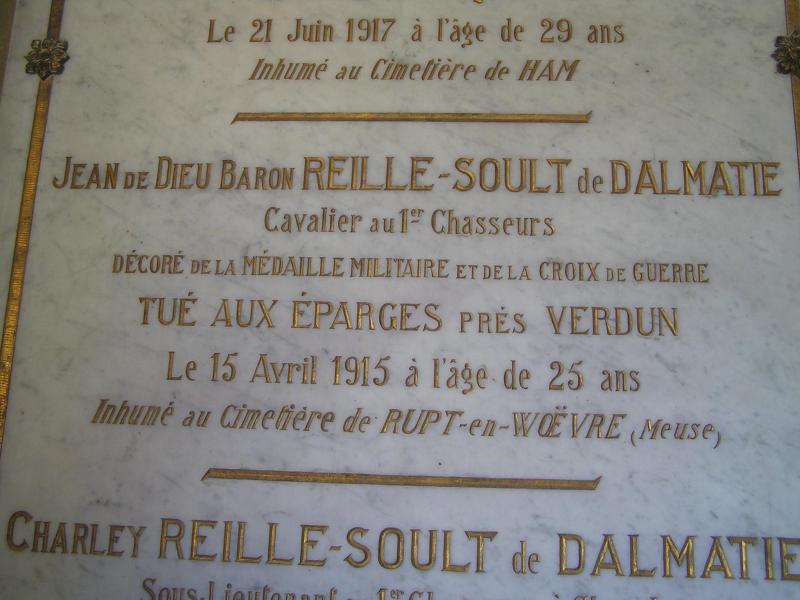 Le 21 Juin 1917 à l'âge de 29 ans
Inhumé au Cimetière de HAM
JEAN DE DIEU BARON REILLE-SOULT de DALMATIE
Cavalier au 1er Chasseurs
DÉCORÉ DE LA MÉDAILLE MILITAIRE ET DE LA CROIX DE GUERRE
TUÉ AUX ÉPARGES PRÈS VERDUN
Le 15 Avril 1915 à l'âge de 25 ans
Inhumé au Cimetière de RUPT-en-WŒVRE (Meuse)
CHARLEY REILLE-SOULT de DALMATIE
Sous-Lieutenant 1er